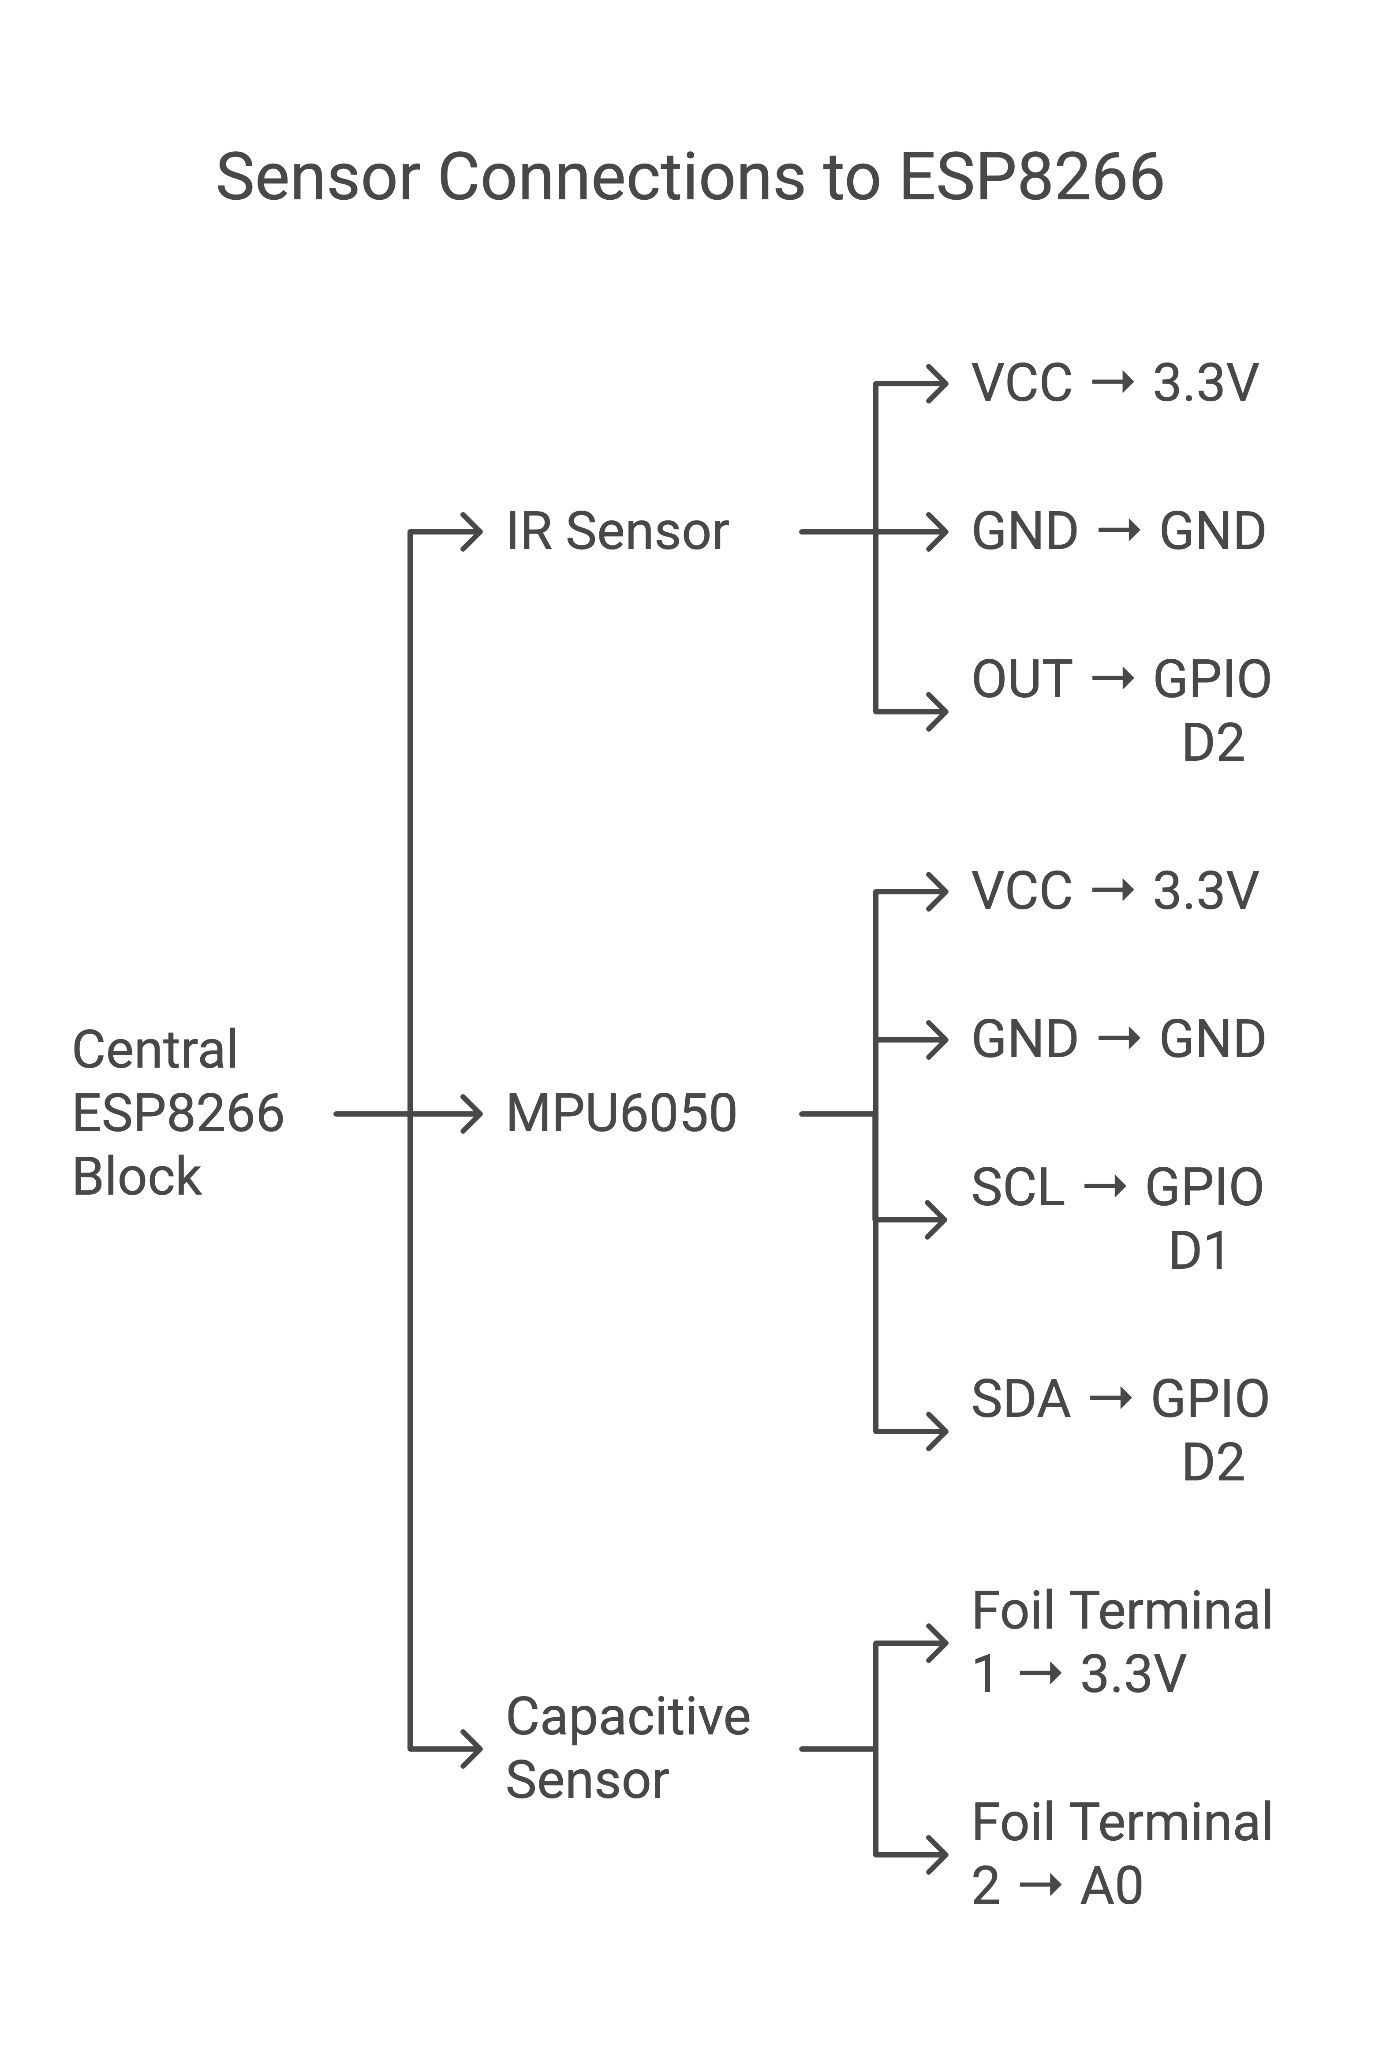 Sensor Connections to ESP8266
VCC → 3.3V
IR Sensor
GND → GND
OUT → GPIO
D2
VCC → 3.3V
GND → GND
Central
ESP8266
Block
MPU6050
SCL → GPIO
D1
SDA → GPIO
D2
Foil Terminal
1 → 3.3V
Capacitive
Sensor
Foil Terminal
2 → A0